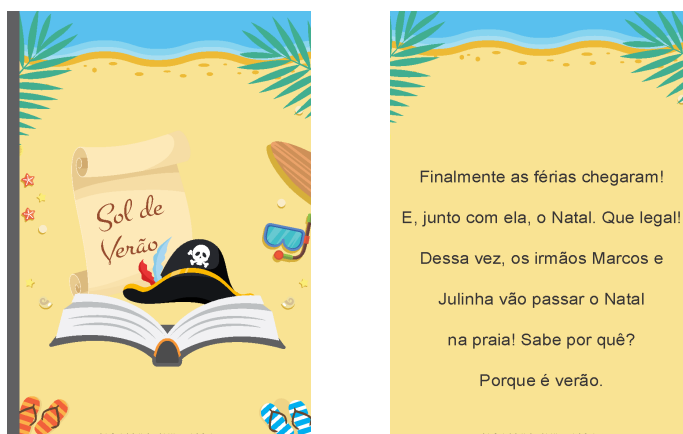 Sol de
Verão
Finalmente as férias chegaram!
E, junto com ela, o Natal. Que legal!
Dessa vez, os irmãos Marcos e
Julinha vão passar o Natal
na praia! Sabe por quê?
Porque é verão.